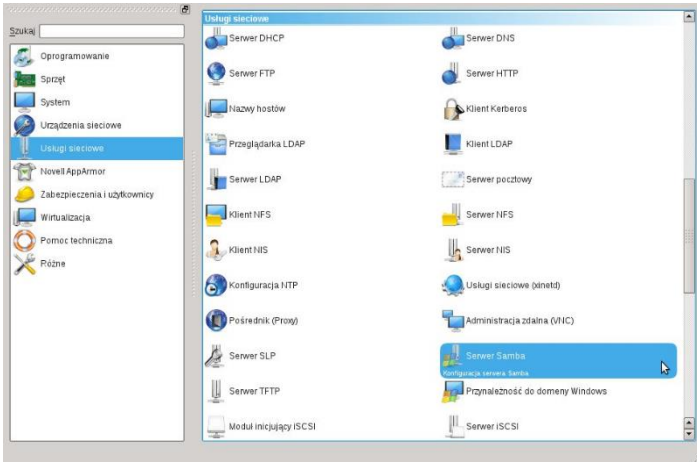 Szukaj
Oprogramowanie
Sprzęt
System
Urządzenia sieciowe
Usługi sieciowe
Novell AppArmor
Zabezpieczenia i użytkownicy
Wirtualizacja
Pomoc techniczna
Różne
Usługi sieciowe
Serwer DHCP
Serwer DNS
Serwer FTP
Serwer HTTP
Nazwy hostów
Klient Kerberos
Przeglądarka LDAP
Klient LDAP
Serwer LDAP
Serwer pocztowy
Klient NFS
Serwer NFS
Klient NIS
Serwer NIS
Konfiguracja NTP
Usługi sieciowe (xinetd)
Pośrednik (Proxy)
Administracja zdalna (VNC)
Serwer SLP
Serwer Samba
Konfiguracja serwera Samba
Serwer TFTP
Przynależność do domeny Windows
Moduł inicjujący iSCSI
Serwer iSCSI